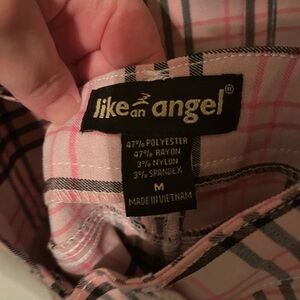 like an angel®
47% POLYESTER
47% RAYON
3% NYLON
3% SPANDEX
M
MADE IN VIETNAM